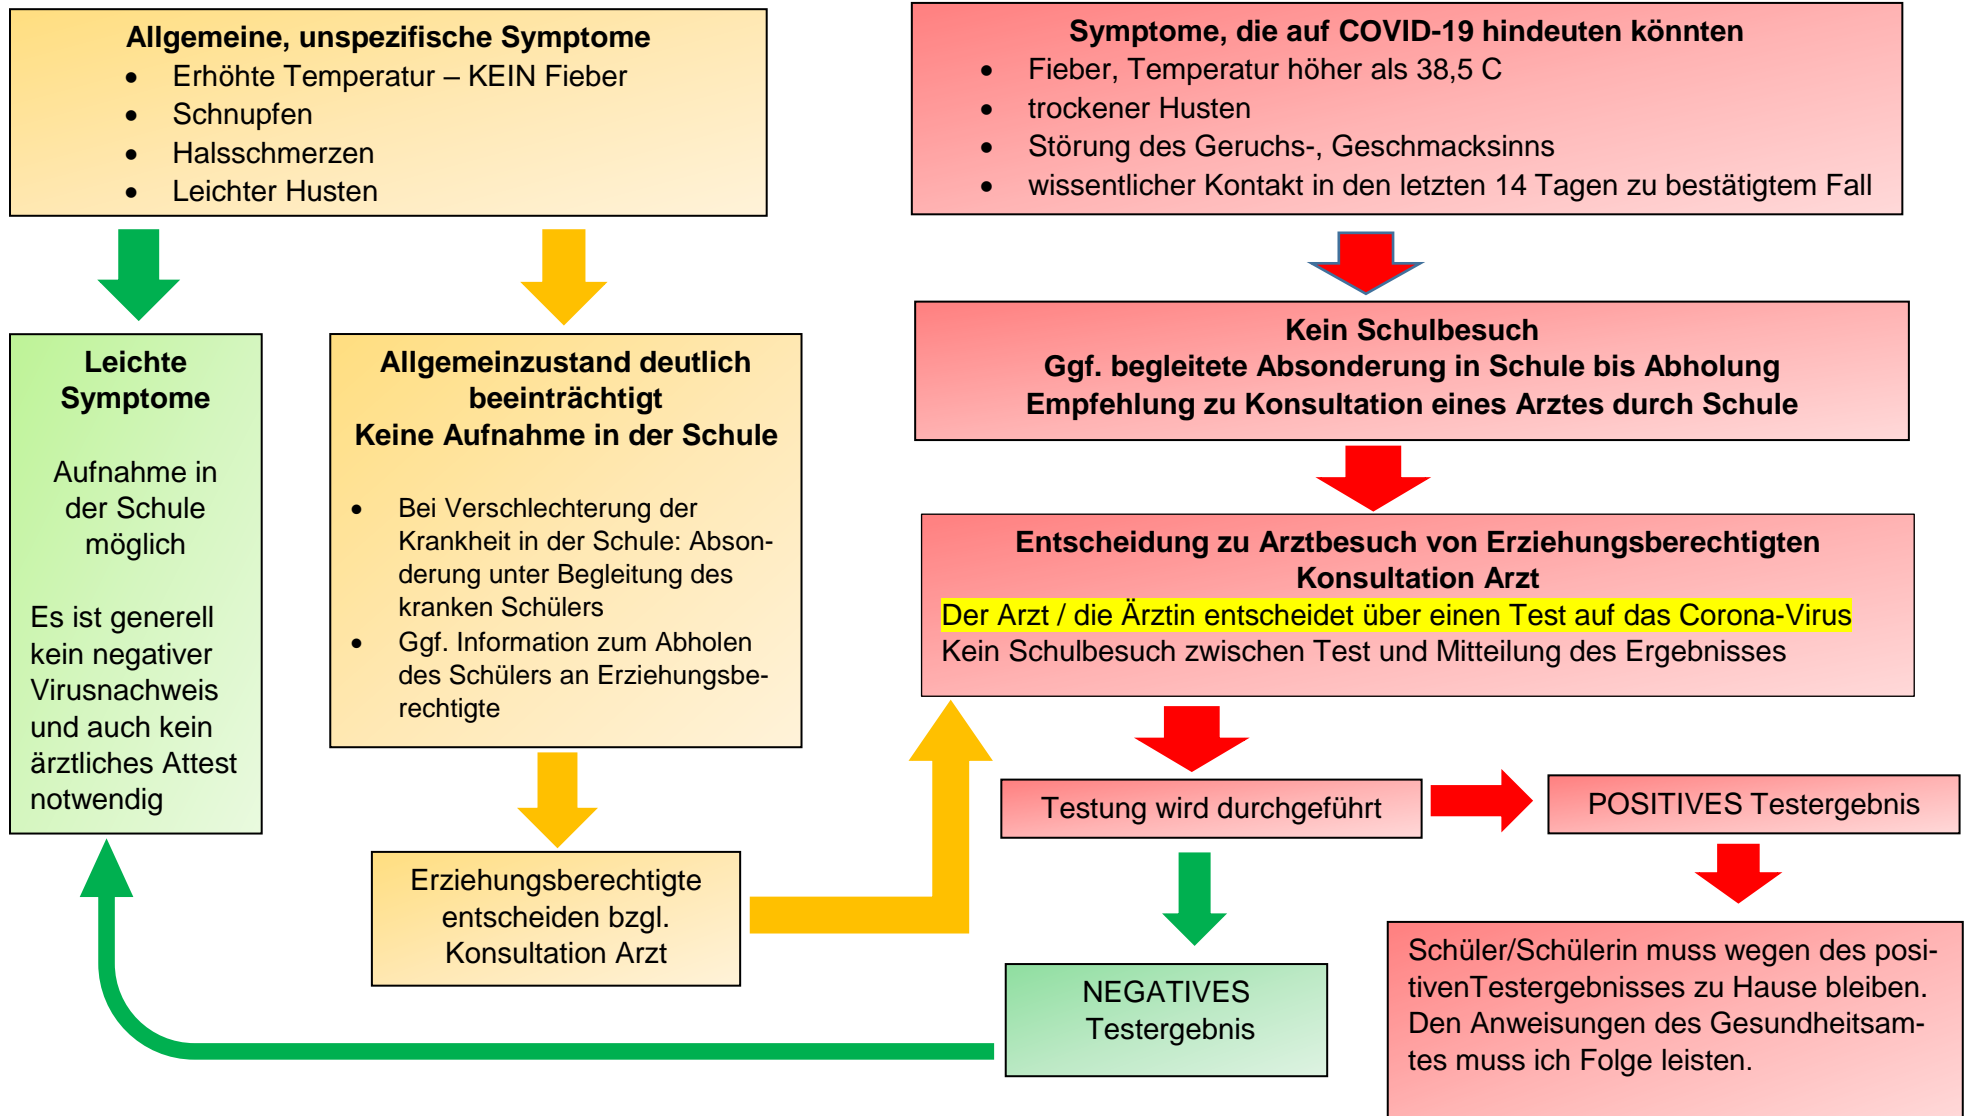 Allgemeine, unspezifische Symptome
• Erhöhte Temperatur – KEIN Fieber
• Schnupfen
• Halsschmerzen
• Leichter Husten
Symptome, die auf COVID-19 hindeuten könnten
• Fieber, Temperatur höher als 38,5 C
• trockener Husten
• Störung des Geruchs-, Geschmacksinns
• wissentlicher Kontakt in den letzten 14 Tagen zu bestätigtem Fall
Leichte
Symptome
Aufnahme in
der Schule
möglich
Es ist generell
kein negativer
Virusnachweis
und auch kein
ärztliches Attest
notwendig
Allgemeinzustand deutlich
beeinträchtigt
Keine Aufnahme in der Schule
• Bei Verschlechterung der
Krankheit in der Schule: Abson-
derung unter Begleitung des
kranken Schülers
• Ggf. Information zum Abholen
des Schülers an Erziehungsbe-
rechtigte
Erziehungsberechtigte
entscheiden bzgl.
Konsultation Arzt
Kein Schulbesuch
Ggf. begleitete Absonderung in Schule bis Abholung
Empfehlung zu Konsultation eines Arztes durch Schule
Entscheidung zu Arztbesuch von Erziehungsberechtigten
Konsultation Arzt
Der Arzt / die Ärztin entscheidet über einen Test auf das Corona-Virus
Kein Schulbesuch zwischen Test und Mitteilung des Ergebnisses
Testung wird durchgeführt
POSITIVES Testergebnis
NEGATIVES
Testergebnis
Schüler/Schülerin muss wegen des posi-
tivenTestergebnisses zu Hause bleiben.
Den Anweisungen des Gesundheitsam-
tes muss ich Folge leisten.